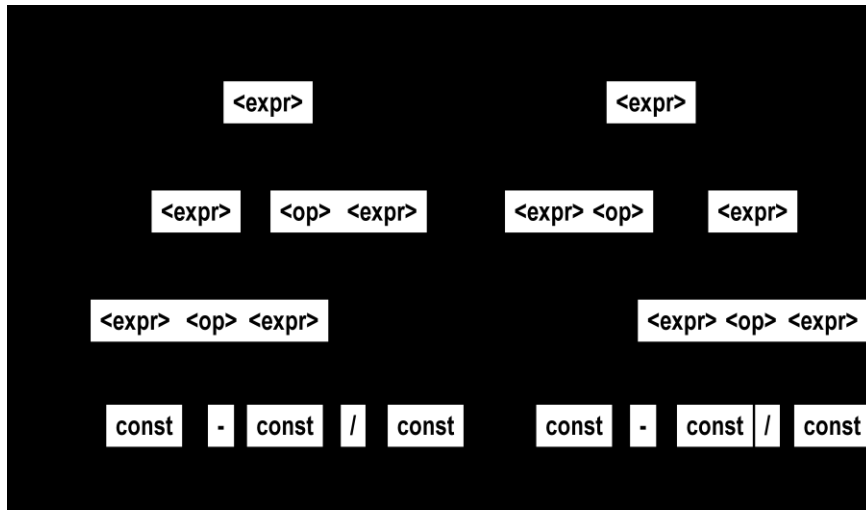 <expr> <expr>
<expr> <op> <expr> <expr> <op> <expr>
<expr> <op> <expr> <expr> <op> <expr>
const - const / const const - const / const